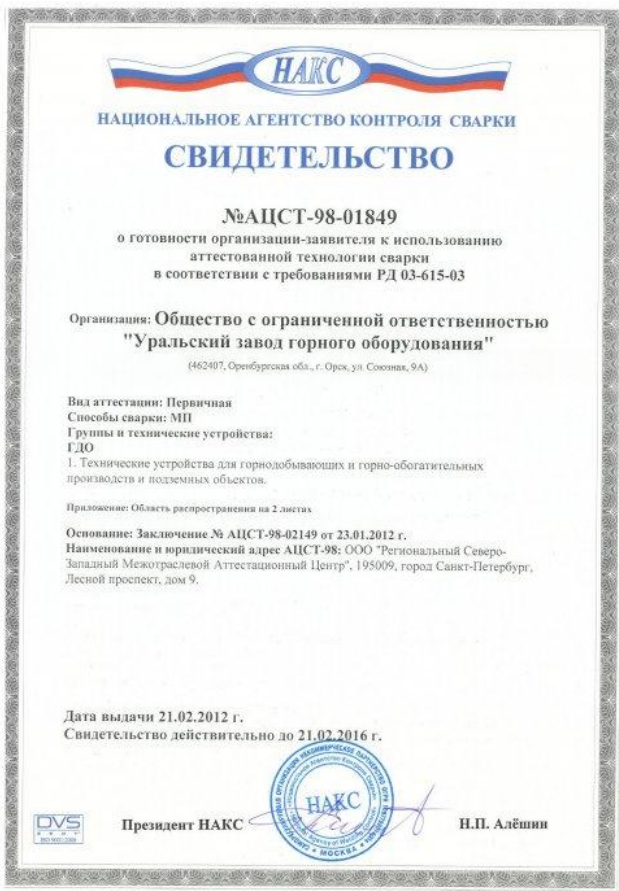 НАКС
НАЦИОНАЛЬНОЕ АГЕНТСТВО КОНТРОЛЯ СВАРКИ
СВИДЕТЕЛЬСТВО
№АЦСТ-98-01849
о готовности организации-заявителя к использованию
аттестованной технологии сварки
в соответствии с требованиями РД 03-615-03
Организация: Общество с ограниченной ответственностью
"Уральский завод горного оборудования"
(462407, Оренбургская обл., г. Орск, ул. Союзная, 9А)
Вид аттестации: Первичная
Способы сварки: МП
Группы и технические устройства:
ГДО
1. Технические устройства для горнодобывающих и горно-обогатительных
производств и подземных объектов.
Приложение: Область распространения на 2 листах
Основание: Заключение № АЦСТ-98-02149 от 23.01.2012 г.
Наименование и юридический адрес АЦСТ-98: ООО "Региональный Северо-
Западный Межотраслевой Аттестационный Центр", 195009, город Санкт-Петербург,
Лесной проспект, дом 9.
Дата выдачи 21.02.2012 г.
Свидетельство действительно до 21.02.2016 г.
НАКС
МОСКВА
DVS
Президент НАКС
Н.П. Алёшин